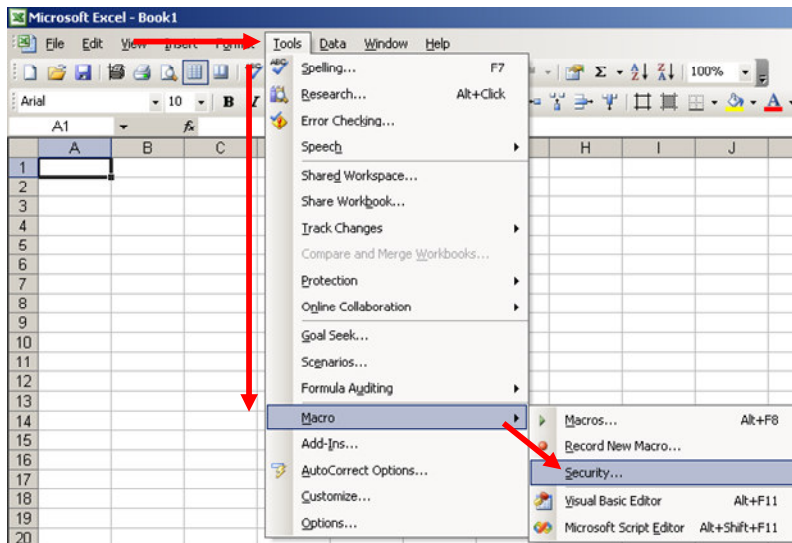 Microsoft Excel - Book1
File Edit View Insert Format Tools Data Window Help
100%
Arial 10 B I
A1 fx
A B C H I J
1
2
3
4
5
6
7
8
9
10
11
12
13
14
15
16
17
18
19
20
Spelling... F7
Research... Alt+Click
Error Checking...
Speech
Shared Workspace...
Share Workbook...
Track Changes
Compare and Merge Workbooks...
Protection
Online Collaboration
Goal Seek...
Scenarios...
Formula Auditing
Macro
Add-Ins...
AutoCorrect Options...
Customize...
Options...
Macros... Alt+F8
Record New Macro...
Security...
Visual Basic Editor Alt+F11
Microsoft Script Editor Alt+Shift+F11